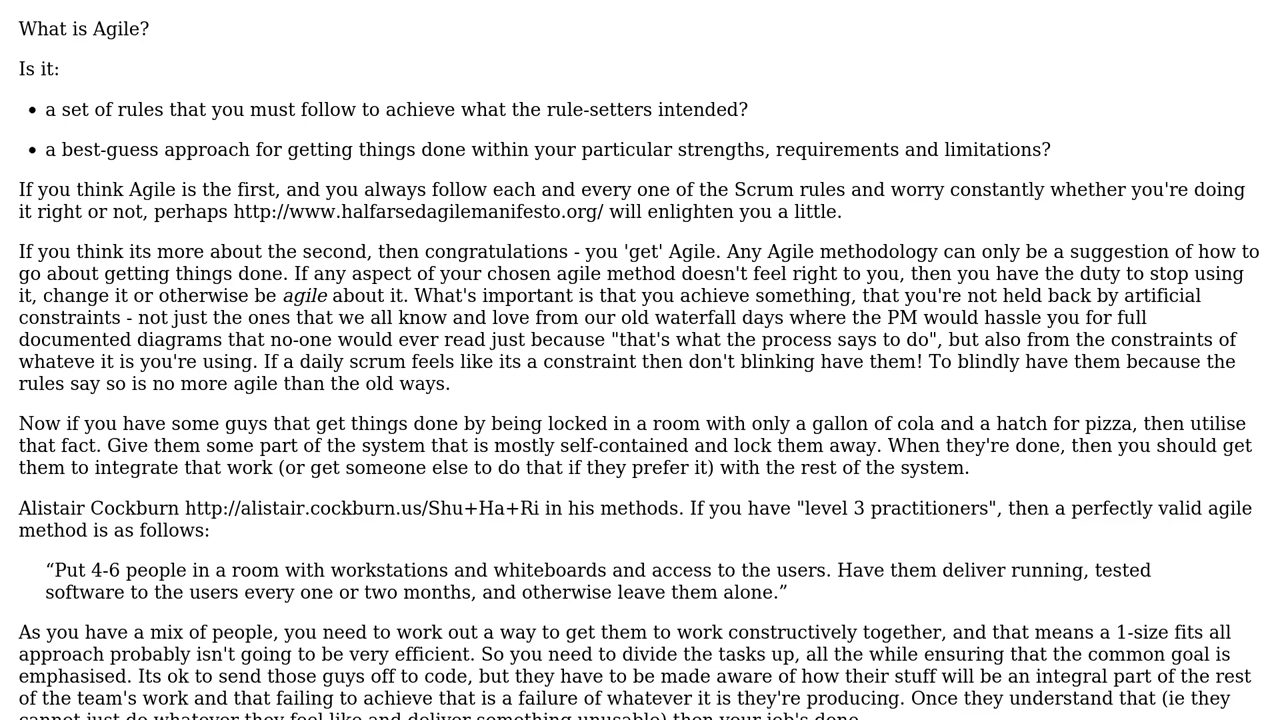 What is Agile?
Is it:
• a set of rules that you must follow to achieve what the rule-setters intended?
• a best-guess approach for getting things done within your particular strengths, requirements and limitations?
If you think Agile is the first, and you always follow each and every one of the Scrum rules and worry constantly whether you're doing
it right or not, perhaps http://www.halfarsedagilemanifesto.org/ will enlighten you a little.
If you think its more about the second, then congratulations - you 'get' Agile. Any Agile methodology can only be a suggestion of how to
go about getting things done. If any aspect of your chosen agile method doesn't feel right to you, then you have the duty to stop using
it, change it or otherwise be agile about it. What's important is that you achieve something, that you're not held back by artificial
constraints - not just the ones that we all know and love from our old waterfall days where the PM would hassle you for full
documented diagrams that no-one would ever read just because "that's what the process says to do", but also from the constraints of
whateve it is you're using. If a daily scrum feels like its a constraint then don't blinking have them! To blindly have them because the
rules say so is no more agile than the old ways.
Now if you have some guys that get things done by being locked in a room with only a gallon of cola and a hatch for pizza, then utilise
that fact. Give them some part of the system that is mostly self-contained and lock them away. When they're done, then you should get
them to integrate that work (or get someone else to do that if they prefer it) with the rest of the system.
Alistair Cockburn http://alistair.cockburn.us/Shu+Ha+Ri in his methods. If you have "level 3 practitioners", then a perfectly valid agile
method is as follows:
“Put 4-6 people in a room with workstations and whiteboards and access to the users. Have them deliver running, tested
software to the users every one or two months, and otherwise leave them alone.”
As you have a mix of people, you need to work out a way to get them to work constructively together, and that means a 1-size fits all
approach probably isn't going to be very efficient. So you need to divide the tasks up, all the while ensuring that the common goal is
emphasised. Its ok to send those guys off to code, but they have to be made aware of how their stuff will be an integral part of the rest
of the team's work and that failing to achieve that is a failure of whatever it is they're producing. Once they understand that (ie they
cannot just do whatever they feel like and deliver something unusable) then your job's done.